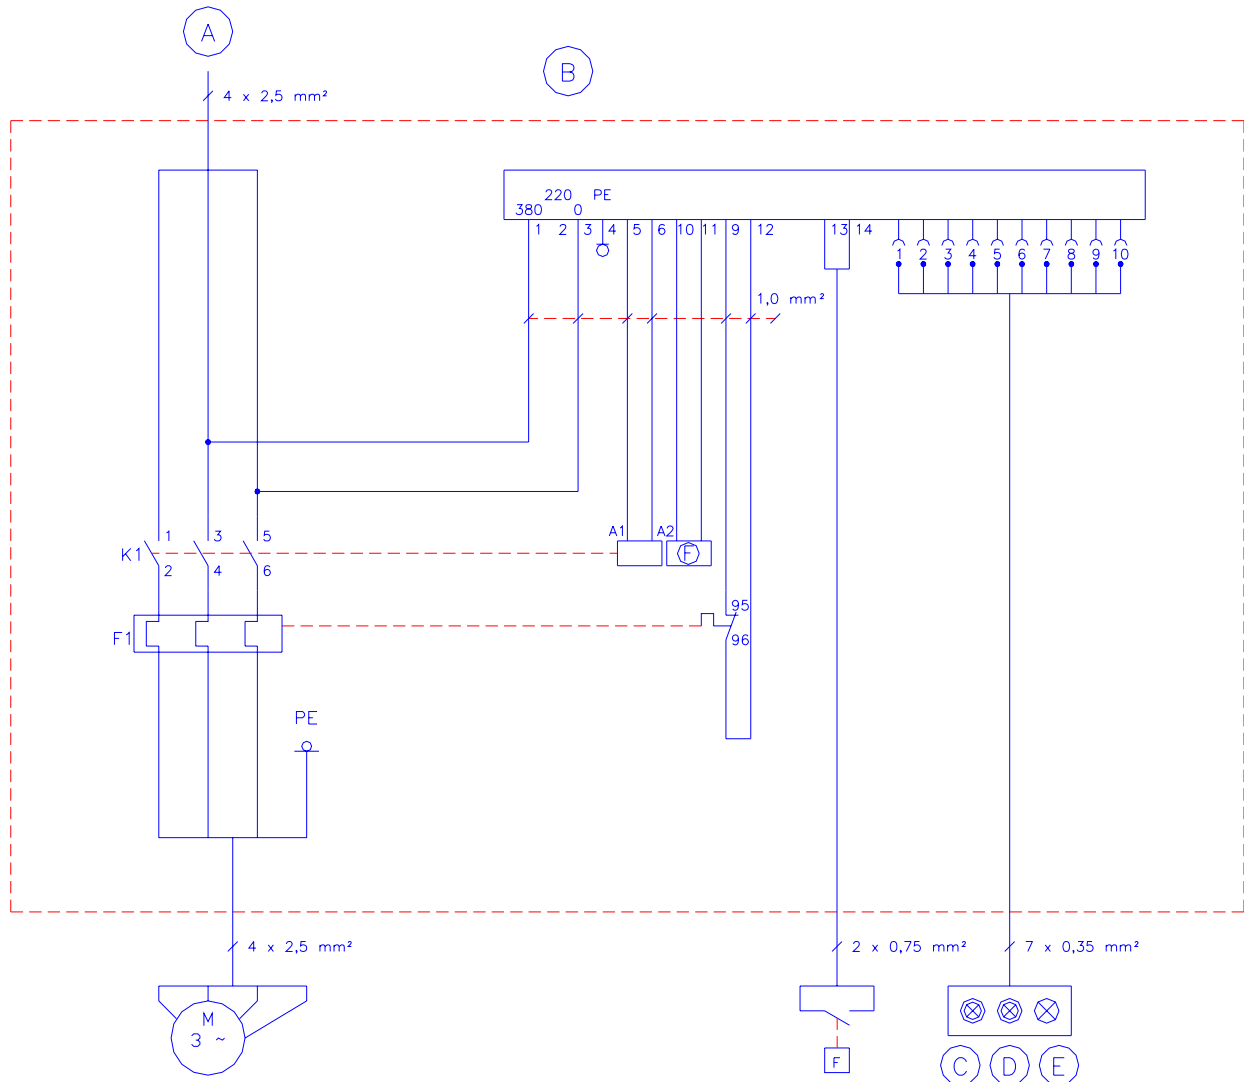 A
B
4 x 2,5 mm²
220 PE
380 0
1 2 3 4 5 6 10 11 9 12 13 14
1 2 3 4 5 6 7 8 9 10
1,0 mm²
K1
1 3 5
2 4 6
A1 A2
F
95
96
F1
PE
4 x 2,5 mm²
2 x 0,75 mm²
7 x 0,35 mm²
M
3 ~
F
C D E